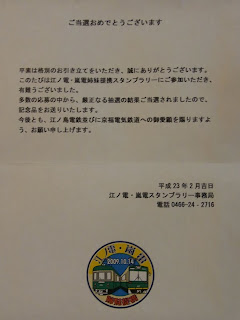 ご当選おめでとうございます
平素は格別のお引き立てをいただき、誠にありがとうございます。
このたびは江ノ電・嵐電姉妹提携スタンプラリーにご参加いただき、
有難うございました。
多数の応募の中から、厳正なる抽選の結果ご当選されましたので、
記念品をお送りいたします。
今後とも、江ノ島電鉄並びに京福電気鉄道への御愛顧を賜りますよ
う、お願い申し上げます。
平成23年2月吉日
江ノ電・嵐電スタンプラリー事務局
電話 0466-24-2716
江ノ電・嵐電
2009.10.14
姉妹提携